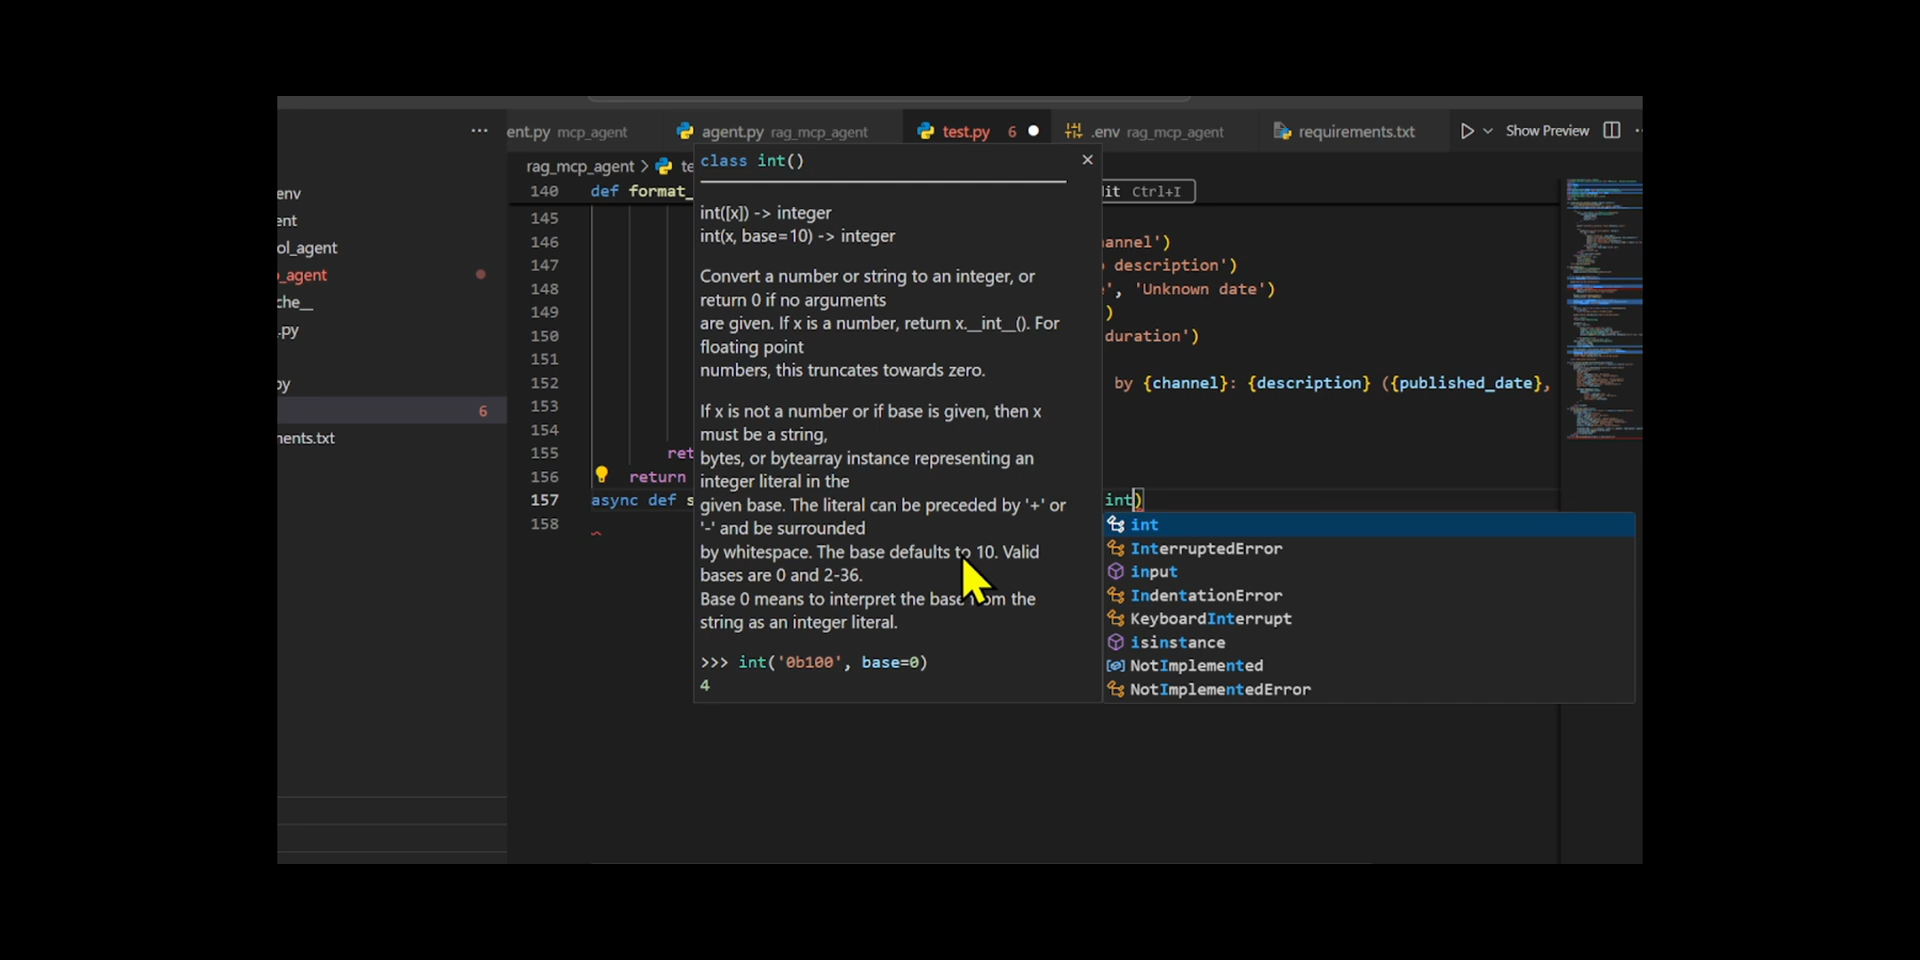 ent.py mcp_agent
agent.py rag_mcp_agent
test.py 6
.env rag_mcp_agent
requirements.txt
Show Preview
rag_mcp_agent >
env
ent
ol_agent
_agent
che__
.py
py
6
nents.txt
140 def format_
145
146
147
148
149
150
151
152
153
154
155 ret
156 return
157 async def s
158
class int()
int([x]) -> integer
int(x, base=10) -> integer
Convert a number or string to an integer, or
return 0 if no arguments
are given. If x is a number, return x.__int__(). For
floating point
numbers, this truncates towards zero.
If x is not a number or if base is given, then x
must be a string,
bytes, or bytearray instance representing an
integer literal in the
given base. The literal can be preceded by '+' or
'-' and be surrounded
by whitespace. The base defaults to 10. Valid
bases are 0 and 2-36.
Base 0 means to interpret the base from the
string as an integer literal.
>>> int('0b100', base=0)
4
dit Ctrl+I
annel')
description')
', 'Unknown date')
)
duration')
by {channel}: {description} ({published_date},
int)
int
InterruptedError
input
IndentationError
KeyboardInterrupt
isinstance
NotImplemented
NotImplementedError